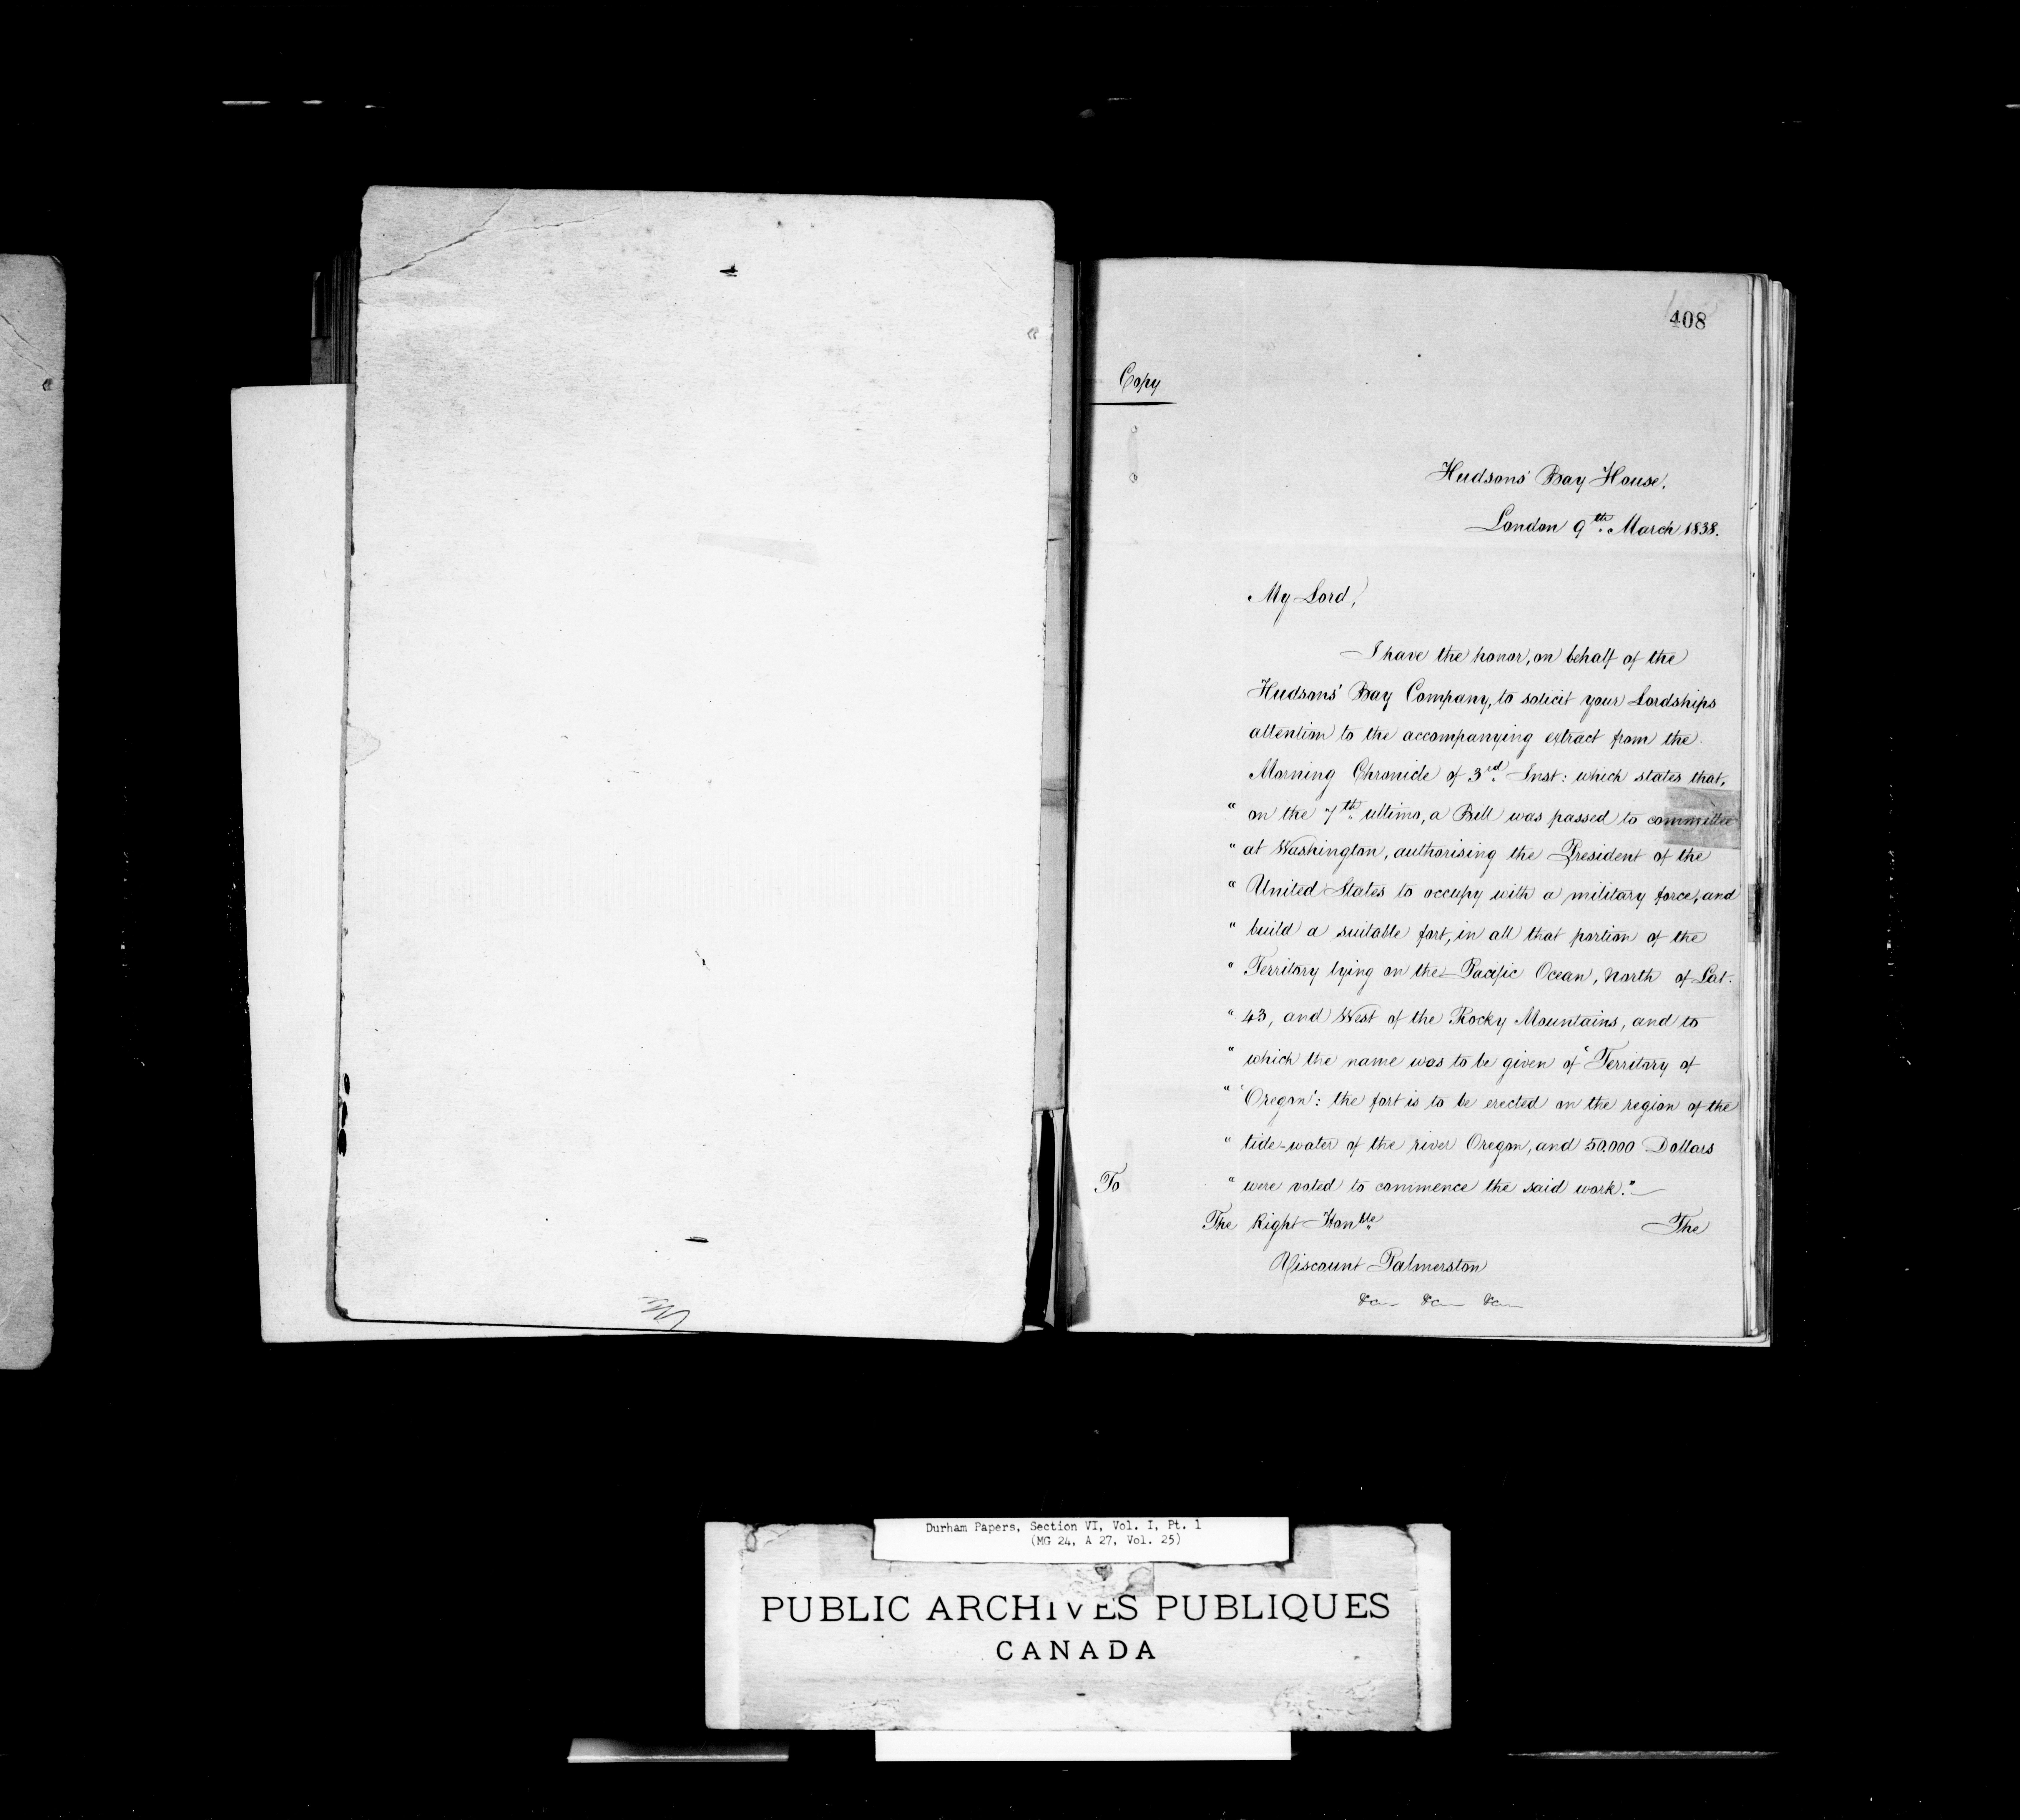 408
Copy
Hudsons' Bay House.
London 9th. March 1838.
My Lord,
I have the honor, on behalf of the
Hudsons' Bay Company, to solicit your Lordships
attention to the accompanying extract from the
Morning Chronicle of 3rd. Inst: which states that,
" on the 7th. ultimo, a Bill was passed to committee
" at Washington, authorising the President of the
" United States to occupy with a military force, and
" build a suitable fort, in all that portion of the
" Territory lying on the Pacific Ocean, North of Lat.
" 43, and West of the Rocky Mountains, and to
" which the name was to be given of 'Territory of
" 'Oregon': the fort is to be erected on the region of the
" tide-water of the river Oregon, and 50.000 Dollars
" were voted to commence the said work."—
To
The Right Honble.
The
Viscount Palmerston
&c &c &c
Durham Papers, Section VI, Vol. I, Pt. 1
(MG 24, A 27, Vol. 25)
PUBLIC ARCHIVES PUBLIQUES
CANADA